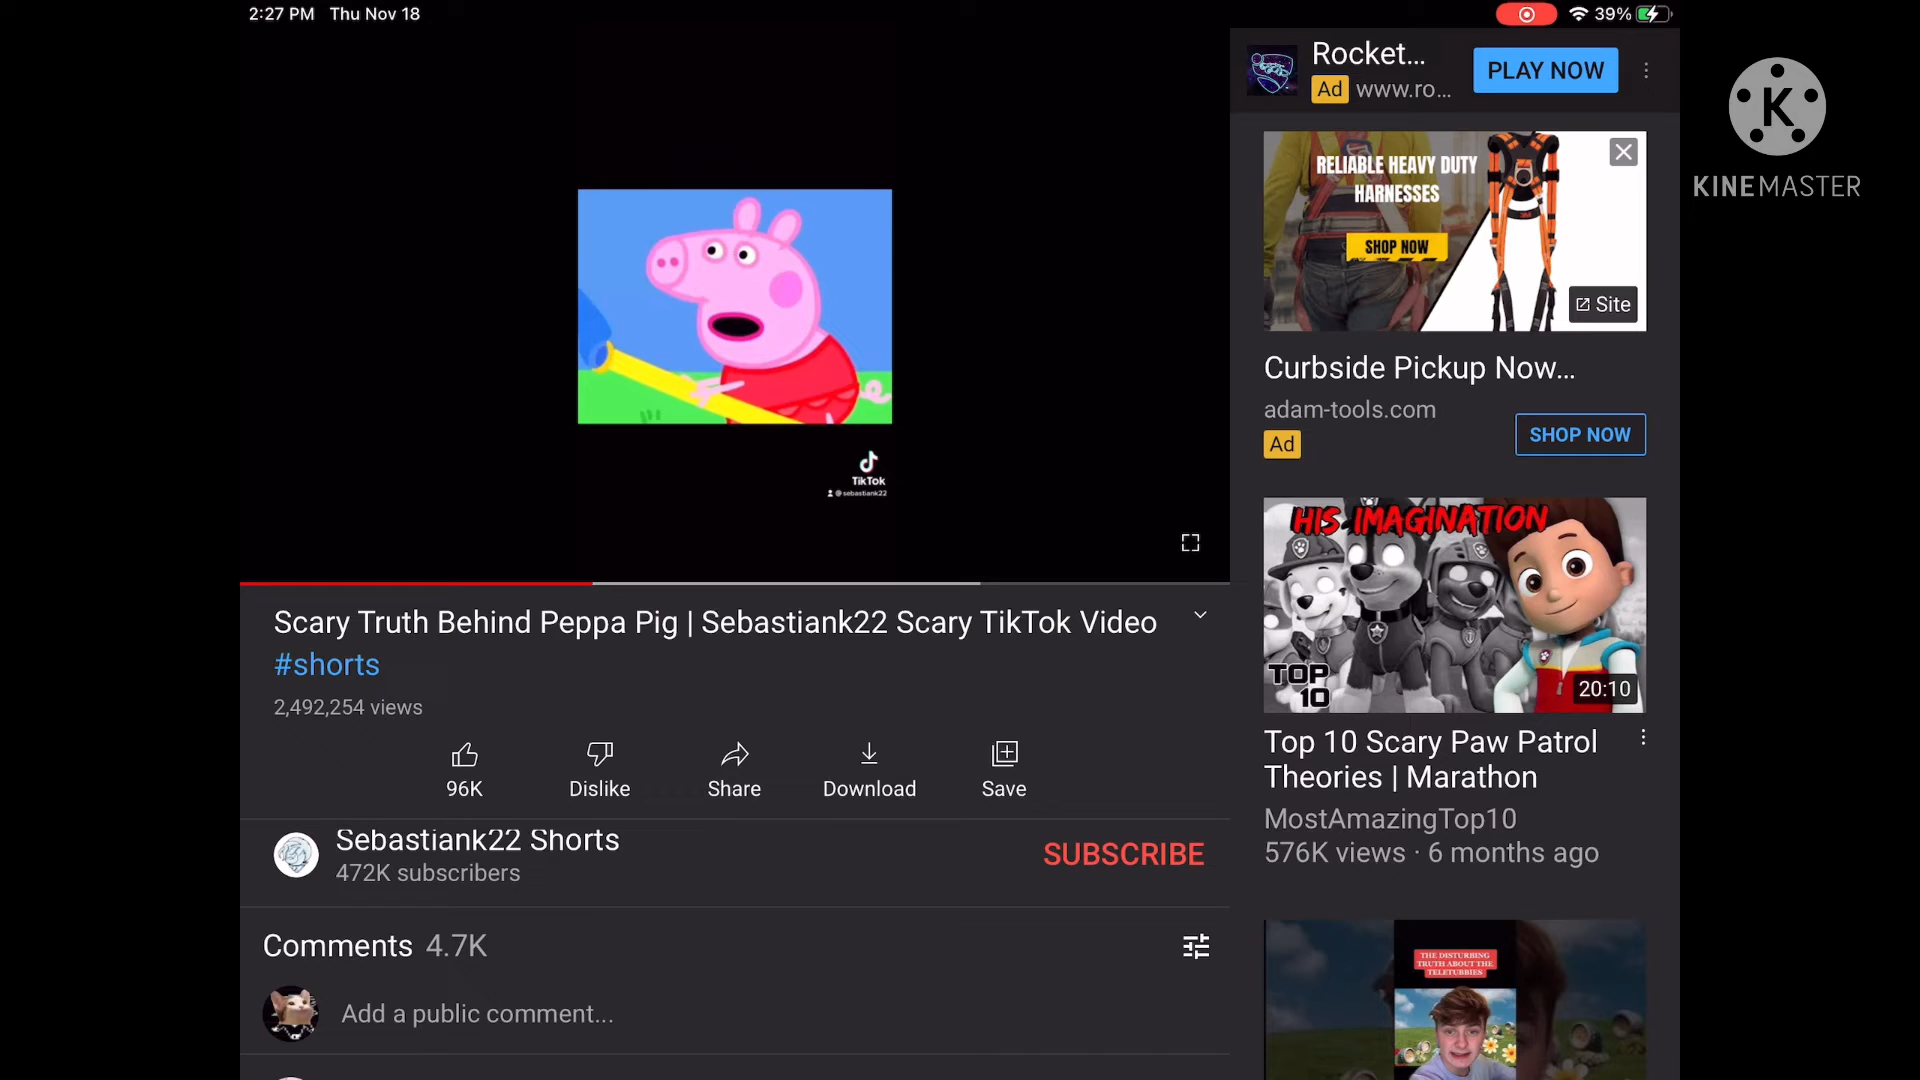 2:27 PM Thu Nov 18
39%
Rocket...
Ad www.ro...
PLAY NOW
K
KINEMASTER
RELIABLE HEAVY DUTY
HARNESSES
SHOP NOW
Site
Curbside Pickup Now...
adam-tools.com
Ad
SHOP NOW
TikTok
@sebastiank22
HIS IMAGINATION
TOP
10
20:10
Top 10 Scary Paw Patrol
Theories | Marathon
MostAmazingTop10
576K views · 6 months ago
THE DISTURBING
TRUTH ABOUT THE
TELETUBBIES
Scary Truth Behind Peppa Pig | Sebastiank22 Scary TikTok Video
#shorts
2,492,254 views
96K
Dislike
Share
Download
Save
Sebastiank22 Shorts
472K subscribers
SUBSCRIBE
Comments 4.7K
Add a public comment...